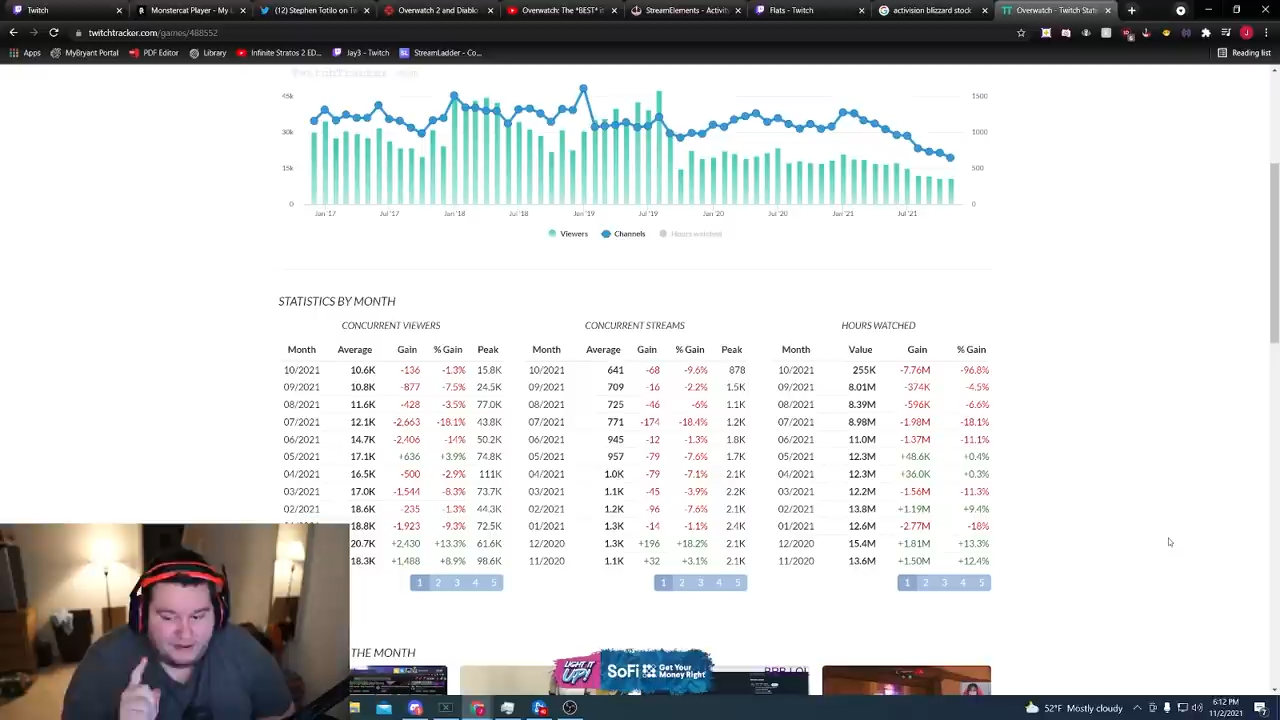 (2) Twitch
Monstercat Player - My L
(12) Stephen Totilo on T
Overwatch 2 and Diablo
Overwatch: The *BEST*
StreamElements - Activit
Flats - Twitch
activision blizzard stock
Overwatch Twitch Stats
twitchtracker.com/games/488552
Apps
MyBryant Portal
PDF Editor
Library
Infinite Stratos 2 ED...
Jay3 - Twitch
StreamLadder - Co...
Reading list
45k 1500
30k 1000
15k 500
0 0
Jan '17 Jul '17 Jan '18 Jul '18 Jan '19 Jul '19 Jan '20 Jul '20 Jan '21 Jul '21
Viewers Channels Hours watched
STATISTICS BY MONTH
CONCURRENT VIEWERS CONCURRENT STREAMS HOURS WATCHED
Month Average Gain % Gain Peak Month Average Gain % Gain Peak Month Value Gain % Gain
10/2021 10.6K -136 -1.3% 15.8K 10/2021 641 -68 -9.6% 878 10/2021 255K -7.76M -96.8%
09/2021 10.8K -877 -7.5% 24.5K 09/2021 709 -16 -2.2% 1.5K 09/2021 8.01M -374K -4.5%
08/2021 11.6K -428 -3.5% 77.0K 08/2021 725 -46 -6% 1.1K 08/2021 8.39M -596K -6.6%
07/2021 12.1K -2,663 -18.1% 43.8K 07/2021 771 -174 -18.4% 1.2K 07/2021 8.98M -1.98M -18.1%
06/2021 14.7K -2,406 -14% 50.2K 06/2021 945 -12 -1.3% 1.8K 06/2021 11.0M -1.37M -11.1%
05/2021 17.1K +636 +3.9% 74.8K 05/2021 957 -79 -7.6% 1.7K 05/2021 12.3M +48.6K +0.4%
04/2021 16.5K -500 -2.9% 111K 04/2021 1.0K -79 -7.1% 2.1K 04/2021 12.3M +36.0K +0.3%
03/2021 17.0K -1,544 -8.3% 73.7K 03/2021 1.1K -45 -3.9% 2.2K 03/2021 12.2M -1.56M -11.3%
02/2021 18.6K -235 -1.3% 44.3K 02/2021 1.2K -96 -7.6% 2.1K 02/2021 13.8M +1.19M +9.4%
18.8K -1,923 -9.3% 72.5K 01/2021 1.3K -14 -1.1% 2.4K 01/2021 12.6M -2.77M -18%
20.7K +2,430 +13.3% 61.6K 12/2020 1.3K +196 +18.2% 2.1K 12/2020 15.4M +1.81M +13.3%
18.3K +1,488 +8.9% 98.6K 11/2020 1.1K +32 +3.1% 2.1K 11/2020 13.6M +1.50M +12.4%
1 2 3 4 5 1 2 3 4 5 1 2 3 4 5
THE MONTH
LIGHT IT UP!
SoFi
Get Your Money Right
52°F Mostly cloudy
6:12 PM
11/2/2021